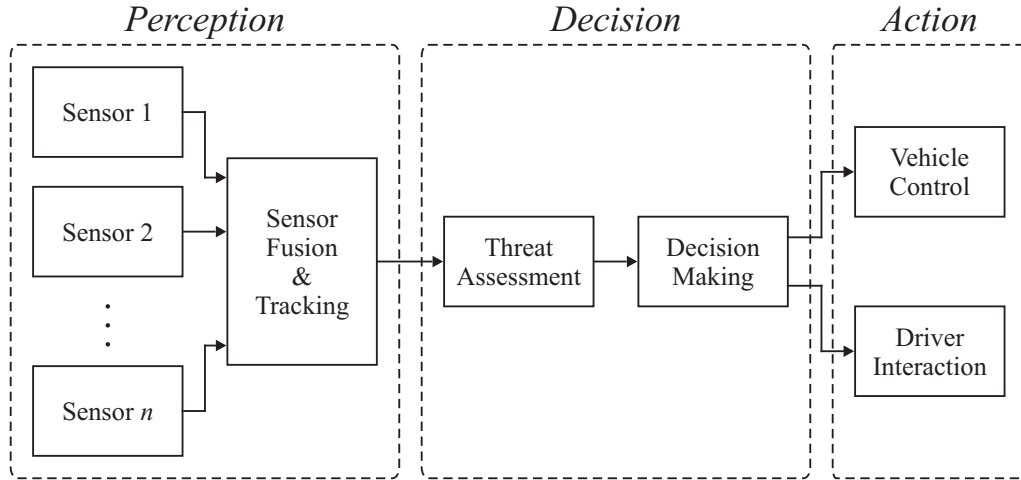 Perception
Decision
Action
Sensor 1
Sensor 2
Sensor n
Sensor
Fusion
&
Tracking
Threat
Assessment
Decision
Making
Vehicle
Control
Driver
Interaction